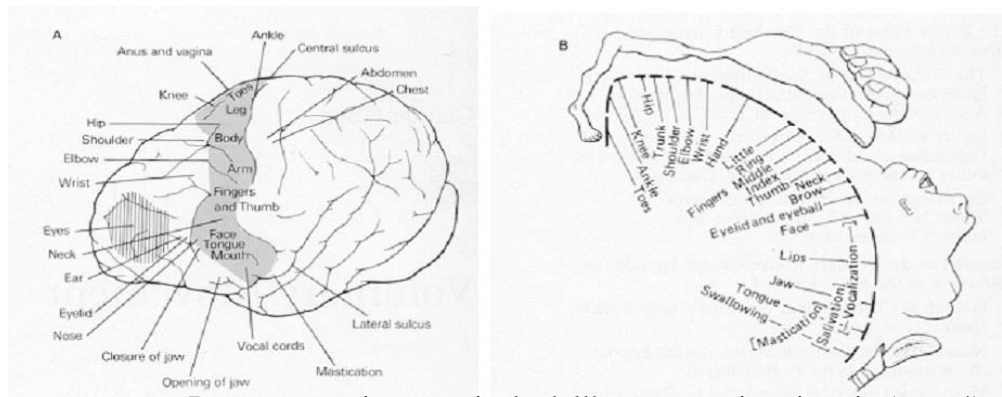 A
Ankle
Anus and vagina
Central sulcus
Abdomen
Knee
Chest
Toes
Leg
Hip
Body
Shoulder
Elbow
Arm
Wrist
Fingers
and Thumb
Eyes
Face
Neck
Tongue
Mouth
Ear
Eyelid
Lateral sulcus
Nose
Vocal cords
Closure of jaw
Mastication
Opening of jaw
B
Hip
Trunk
Shoulder
Elbow
Wrist
Hand
Knee
Ankle
Toes
Little
Ring
Middle
Index
Thumb
Fingers
Neck
Brow
Eyelid and eyeball
Face
Lips
Jaw
Tongue
Swallowing
[Mastication]
Salivation]
Vocalization]